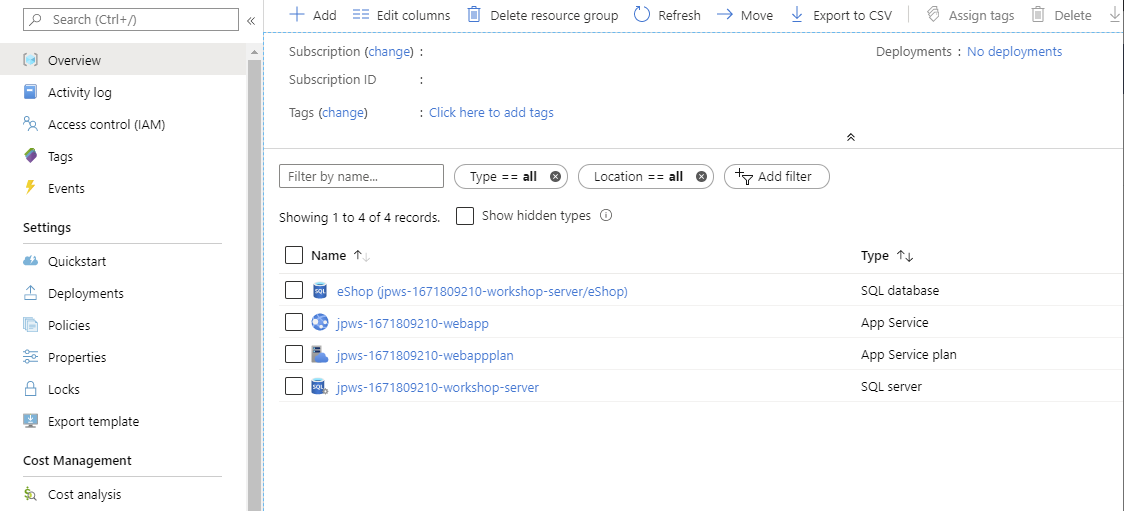 Search (Ctrl+/)
«
Overview
Activity log
Access control (IAM)
Tags
Events
Settings
Quickstart
Deployments
Policies
Properties
Locks
Export template
Cost Management
Cost analysis
Add Edit columns Delete resource group Refresh Move Export to CSV Assign tags Delete
Subscription (change) : Deployments : No deployments
Subscription ID :
Tags (change) : Click here to add tags
Filter by name... Type == all Location == all Add filter
Showing 1 to 4 of 4 records. Show hidden types
Name ↑↓ Type ↑↓
SQL eShop (jpws-1671809210-workshop-server/eShop) SQL database
jpws-1671809210-webapp App Service
jpws-1671809210-webappplan App Service plan
SQL jpws-1671809210-workshop-server SQL server